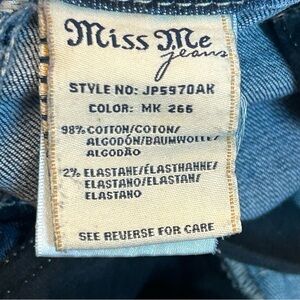 Miss Me
jeans
STYLE NO: JP5970AK
COLOR: MK 266
98% COTTON/COTON/
ALGODÓN/BAUMWOLLE/
ALGODÃO
2% ELASTANE/ÉLASTHANNE/
ELASTANO/ELASTAN/
ELASTANO
SEE REVERSE FOR CARE